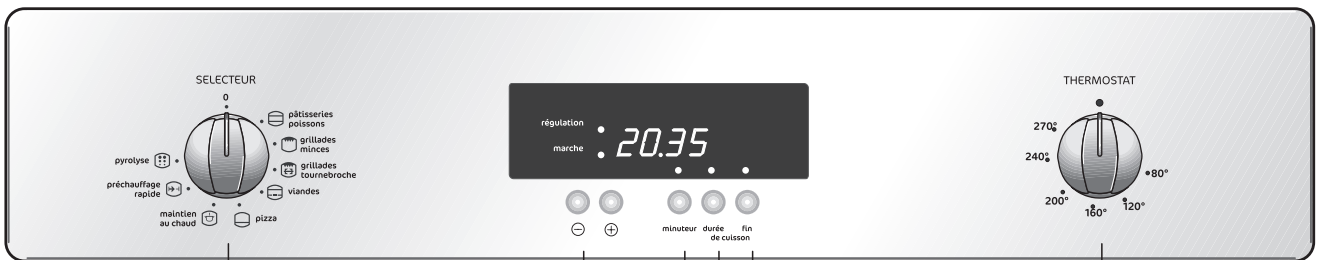 SELECTEUR
0
pâtisseries
poissons
grillades
minces
grillades
tournebroche
viandes
pizza
maintien
au chaud
préchauffage
rapide
pyrolyse
régulation
marche
20.35
minuteur durée fin
de cuisson
THERMOSTAT
270°
240°
200°
160°
120°
80°